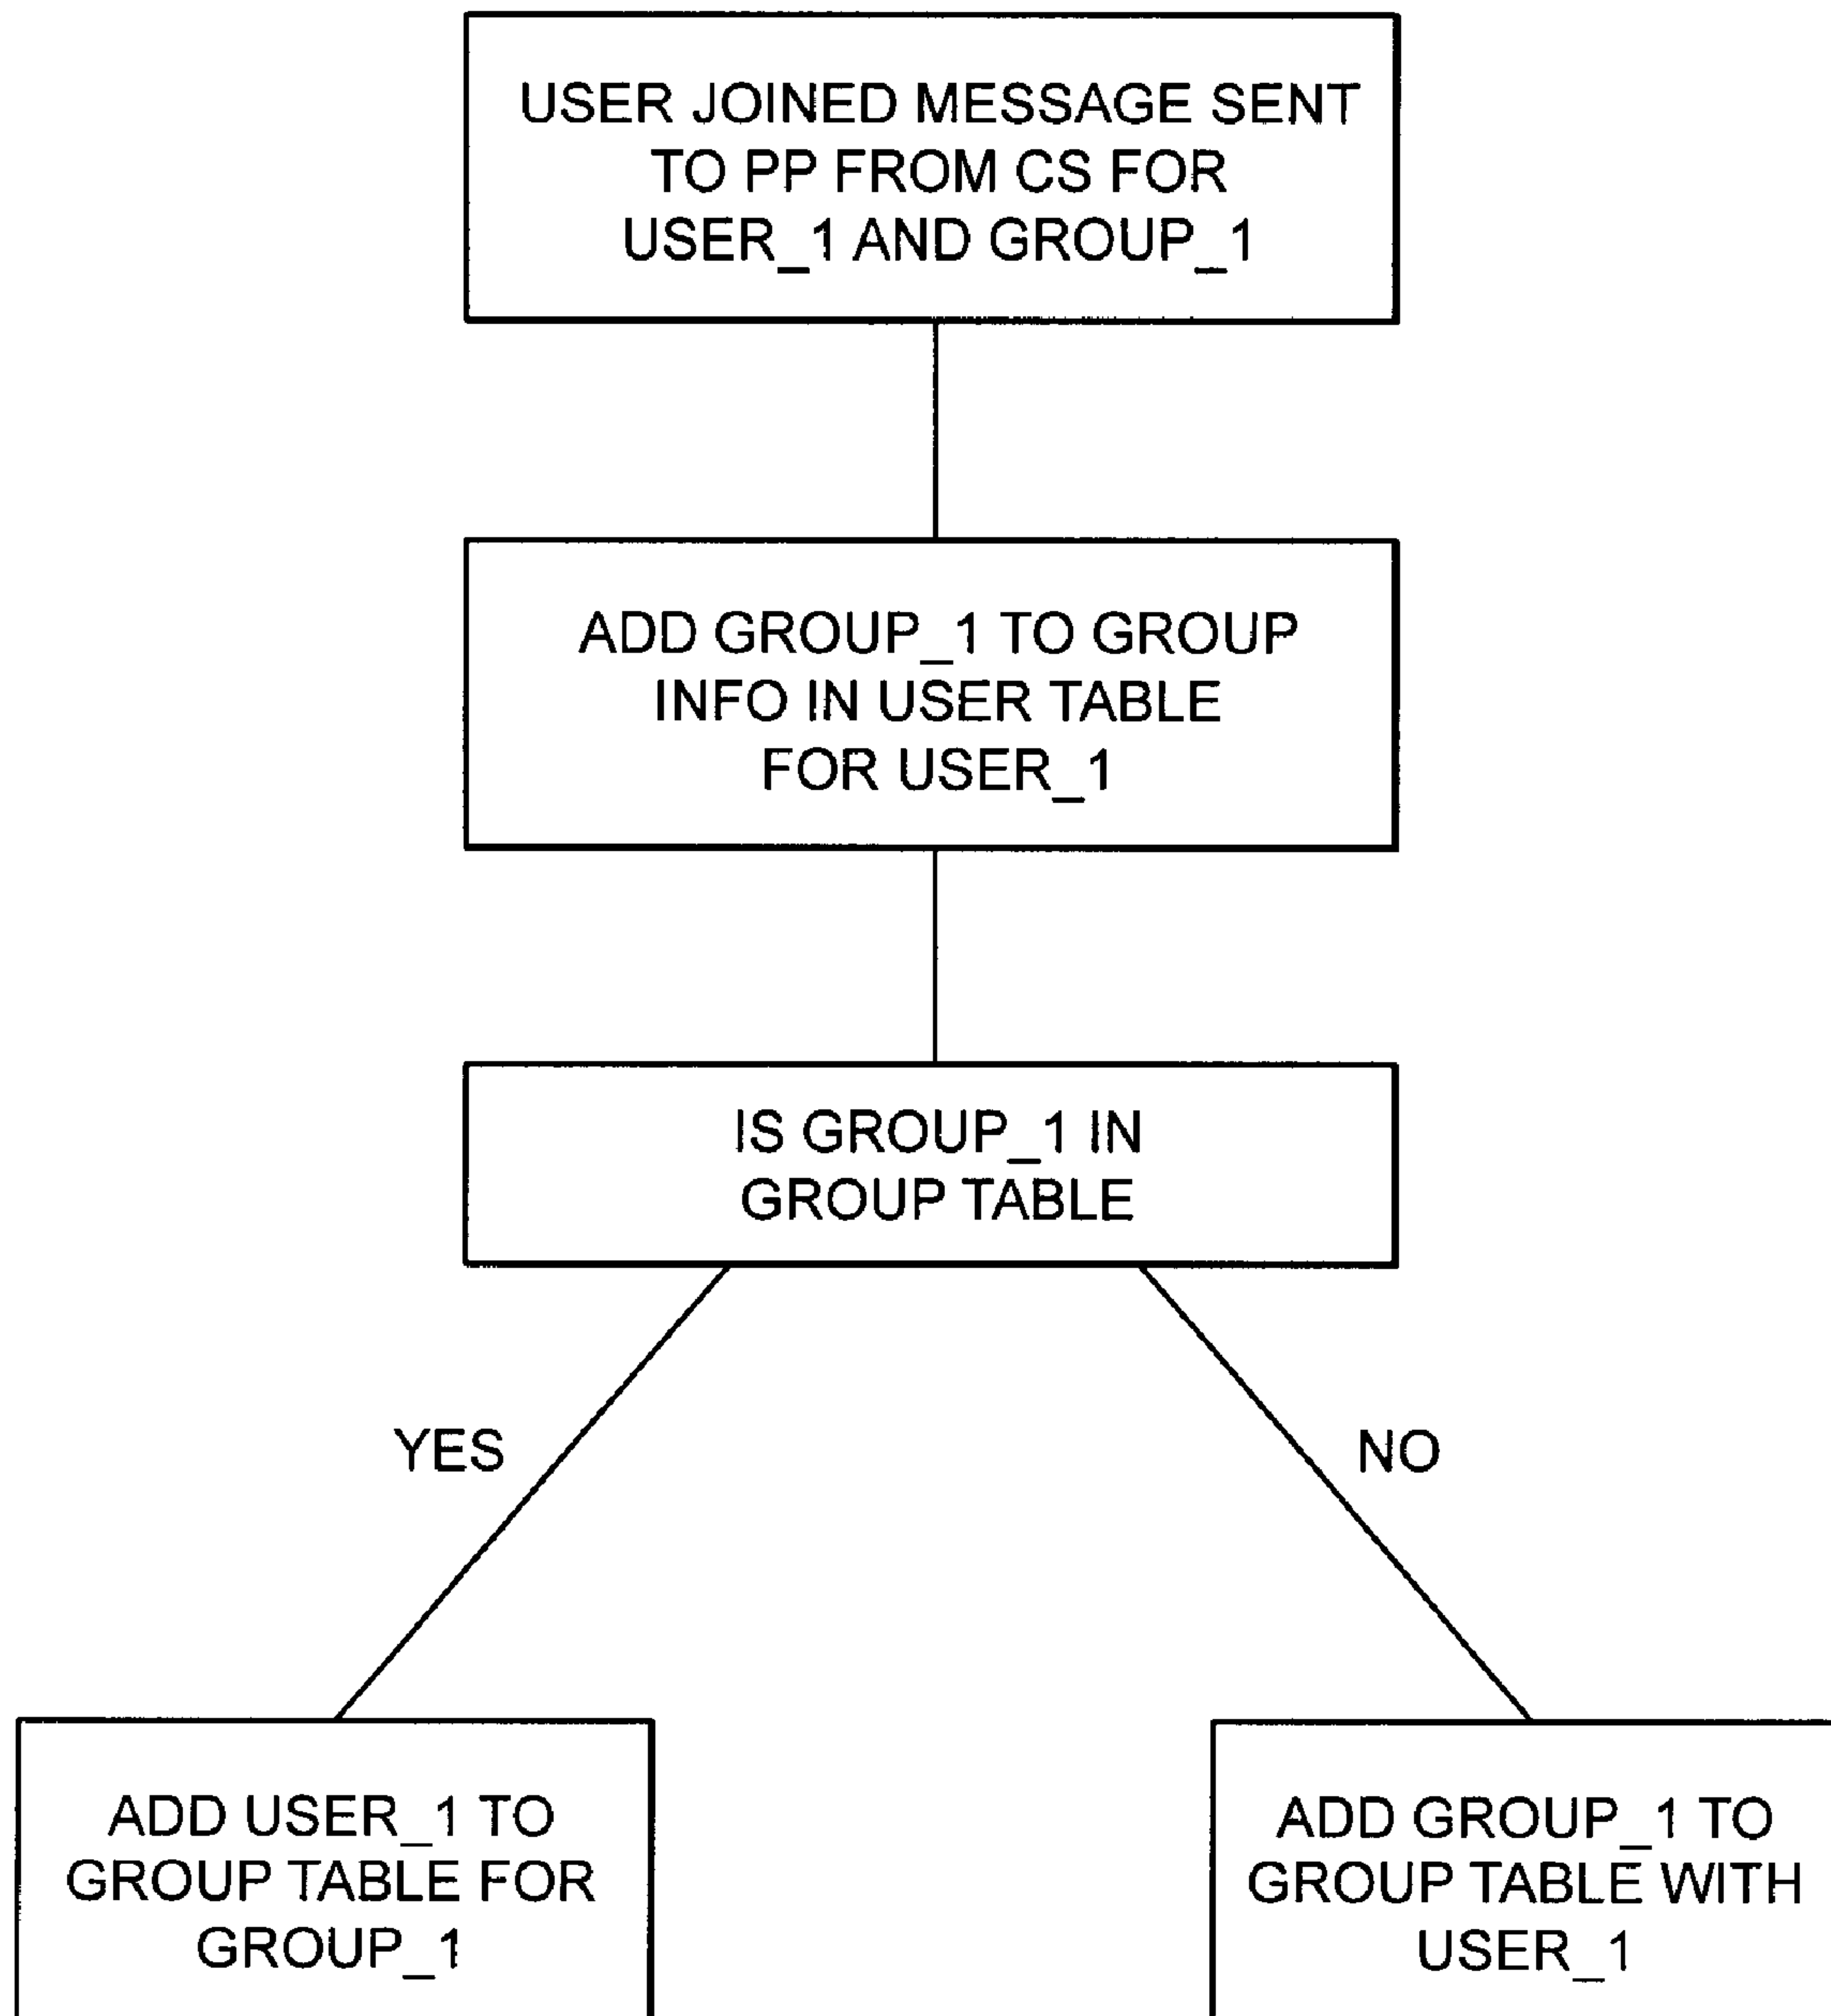 USER JOINED MESSAGE SENT
TO PP FROM CS FOR
USER_1 AND GROUP_1
ADD GROUP_1 TO GROUP
INFO IN USER TABLE
FOR USER_1
IS GROUP_1 IN
GROUP TABLE
YES
NO
ADD USER_1 TO
GROUP TABLE FOR
GROUP_1
ADD GROUP_1 TO
GROUP TABLE WITH
USER_1